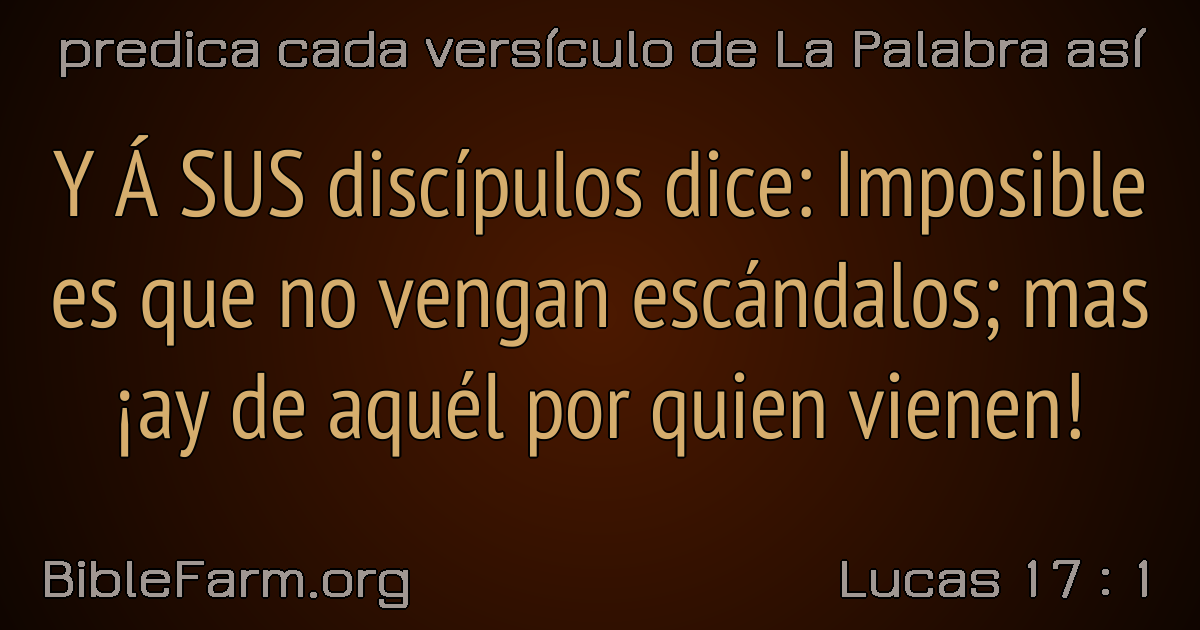 predica cada versículo de La Palabra así
Y Á SUS discípulos dice: Imposible
es que no vengan escándalos; mas
¡ay de aquél por quien vienen!
BibleFarm.org
Lucas 17 : 1